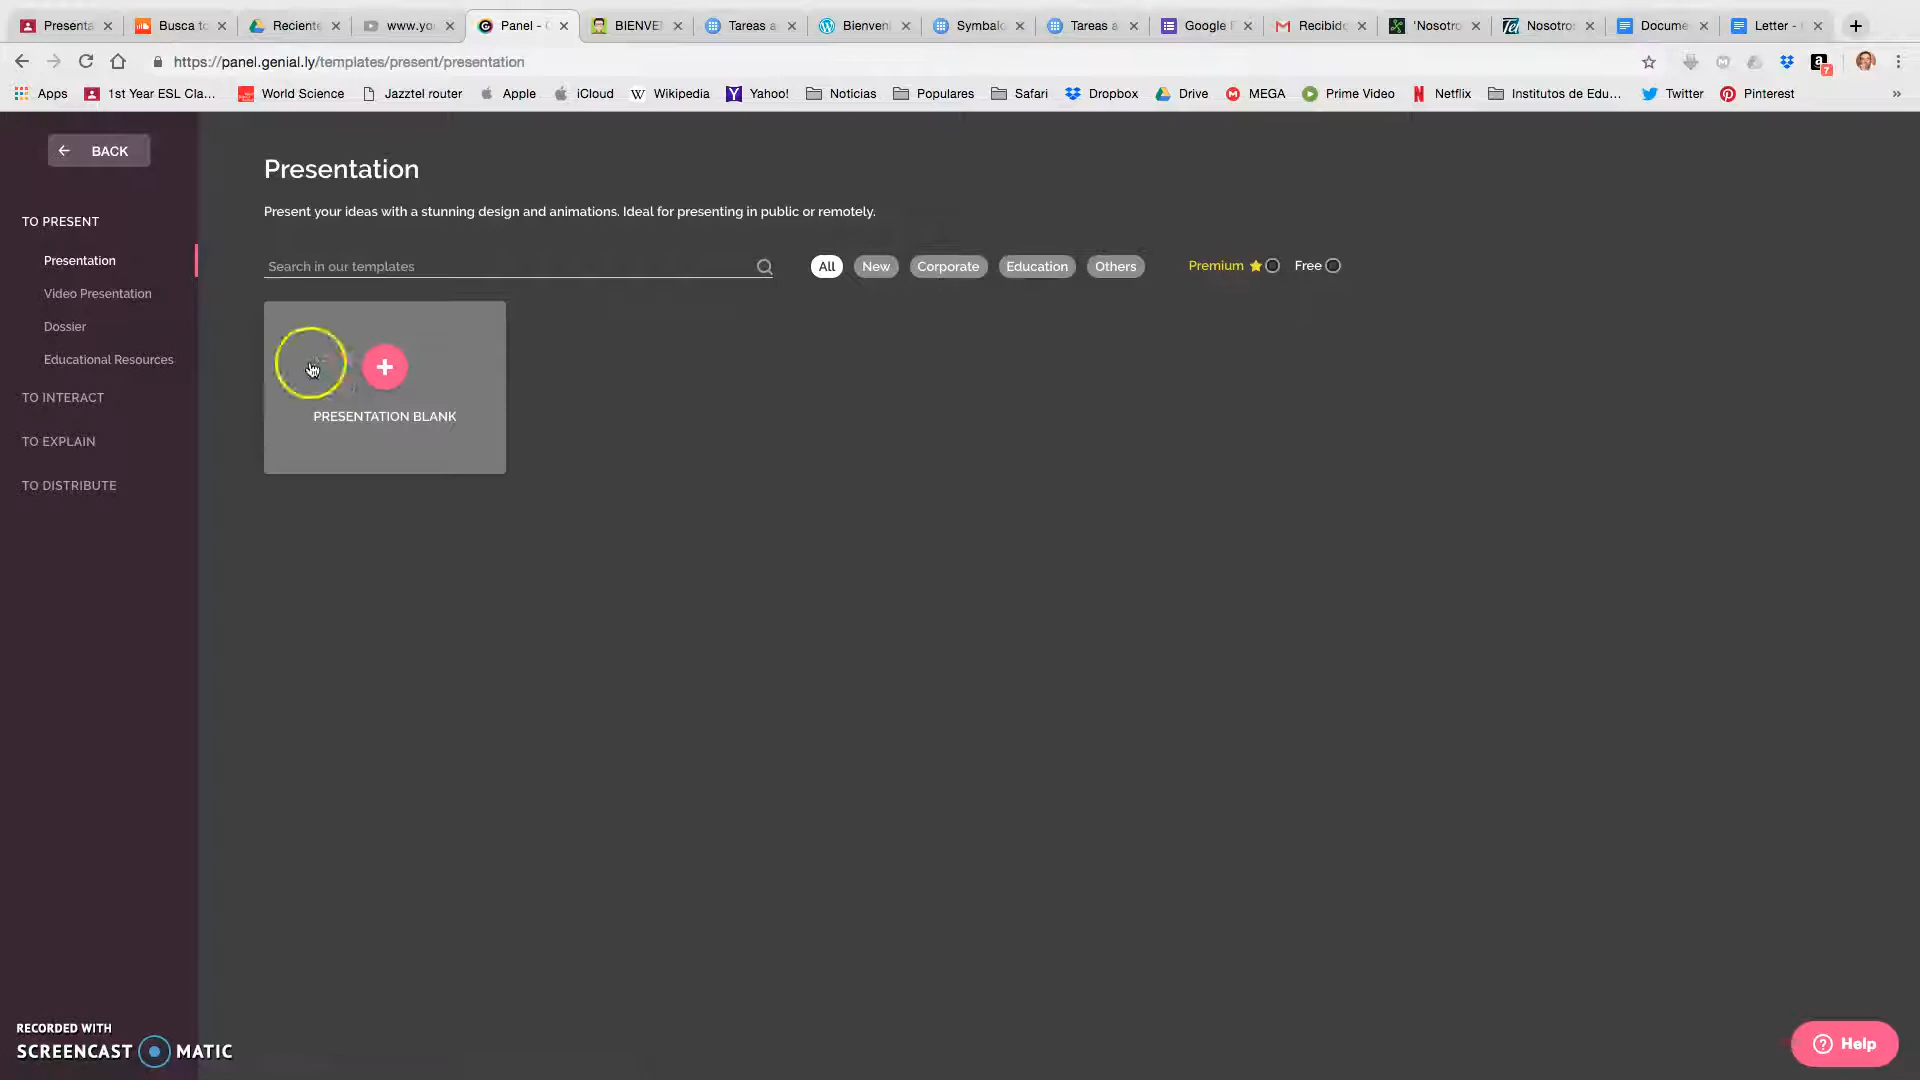 Presenta
Busca to
Reciente
www.yo
Panel - G
BIENVE
Tareas a
Bienveni
Symbalo
Tareas a
Google F
Recibido
'Nosotro
Nosotros
Docume
Letter -
https://panel.genial.ly/templates/present/presentation
7
Apps
1st Year ESL Cla...
World Science
Jazztel router
Apple
iCloud
Wikipedia
Yahoo!
Noticias
Populares
Safari
Dropbox
Drive
MEGA
Prime Video
Netflix
Institutos de Edu...
Twitter
Pinterest
BACK
TO PRESENT
Presentation
Video Presentation
Dossier
Educational Resources
TO INTERACT
TO EXPLAIN
TO DISTRIBUTE
Presentation
Present your ideas with a stunning design and animations. Ideal for presenting in public or remotely.
Search in our templates
All
New
Corporate
Education
Others
Premium
Free
PRESENTATION BLANK
RECORDED WITH
SCREENCAST MATIC
Help